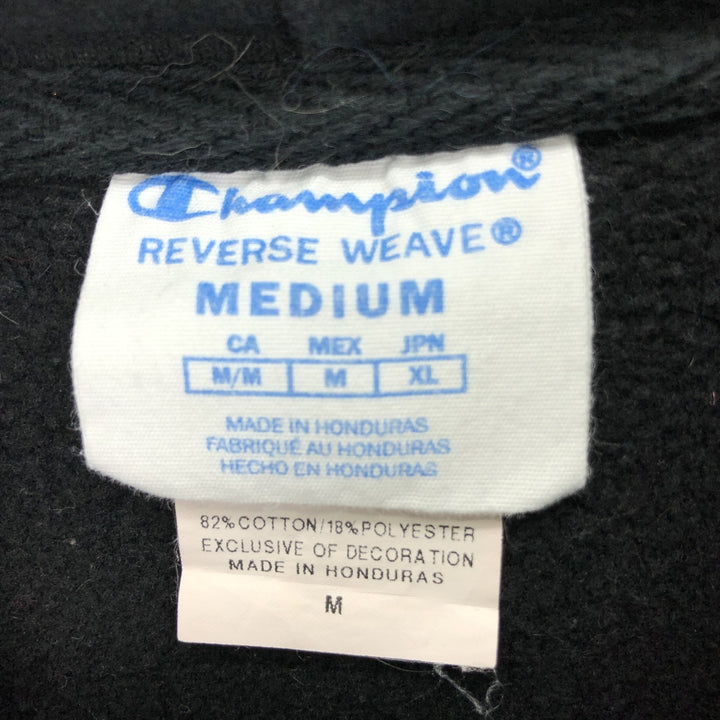 Champion®
REVERSE WEAVE®
MEDIUM
CA MEX JPN
M/M M XL
MADE IN HONDURAS
FABRIQUÉ AU HONDURAS
HECHO EN HONDURAS
82%COTTON/18%POLYESTER
EXCLUSIVE OF DECORATION
MADE IN HONDURAS
M